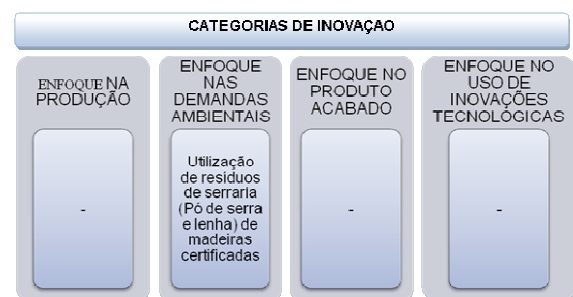 CATEGORIAS DE INOVAÇAO
ENFOQUE NA
PRODUÇÃO
-
ENFOQUE
NAS
DEMANDAS
AMBIENTAIS
Utilização
de resíduos
de serraria
(Pó de serra
e lenha) de
madeiras
certificadas
ENFOQUE NO
PRODUTO
ACABADO
-
ENFOQUE NO
USO DE
INOVAÇÕES
TECNOLÓGICAS
-